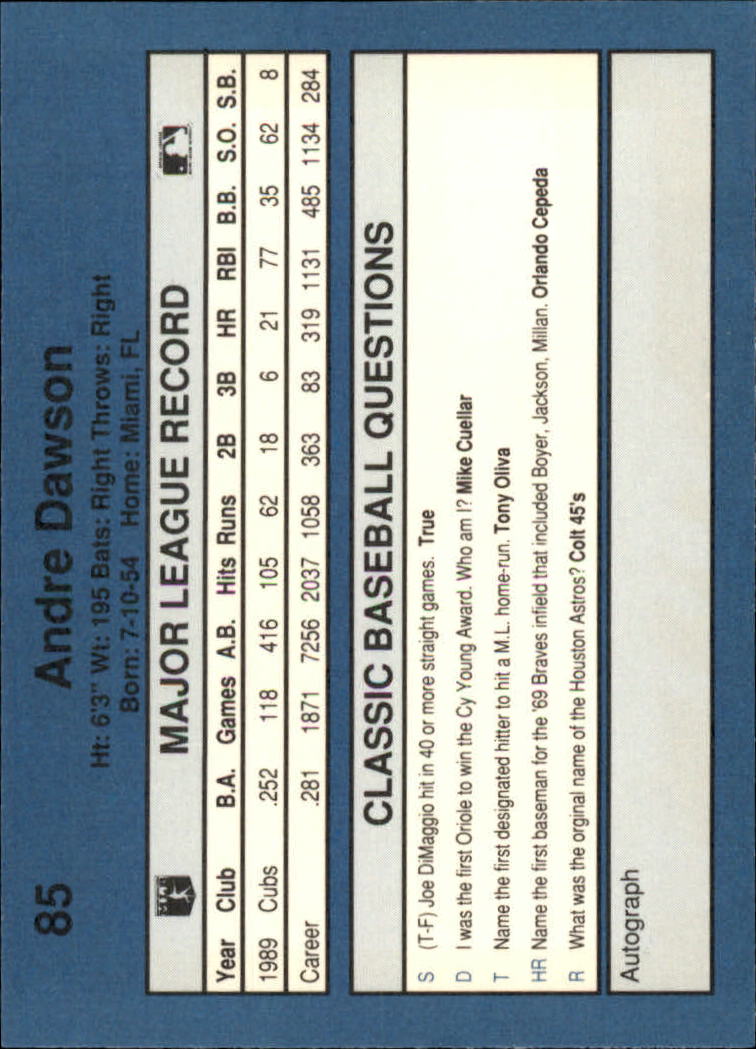 85 Andre Dawson
Ht: 6'3" Wt: 195 Bats: Right Throws: Right
Born: 7-10-54 Home: Miami, FL
MAJOR LEAGUE RECORD
Year Club B.A. Games A.B. Hits Runs 2B 3B HR RBI B.B. S.O. S.B.
1989 Cubs .252 118 416 105 62 18 6 21 77 35 62 8
Career .281 1871 7256 2037 1058 363 83 319 1131 485 1134 284
CLASSIC BASEBALL QUESTIONS
S (T-F) Joe DiMaggio hit in 40 or more straight games. True
D I was the first Oriole to win the Cy Young Award. Who am I? Mike Cuellar
T Name the first designated hitter to hit a M.L. home-run. Tony Oliva
HR Name the first baseman for the '69 Braves infield that included Boyer, Jackson, Millan. Orlando Cepeda
R What was the orginal name of the Houston Astros? Colt 45's
Autograph